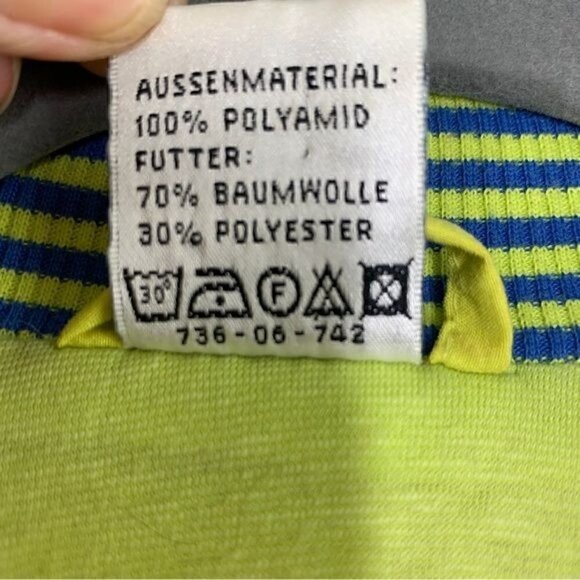 AUSSENMATERIAL:
100% POLYAMID
FUTTER:
70% BAUMWOLLE
30% POLYESTER
30° F
736-06-742